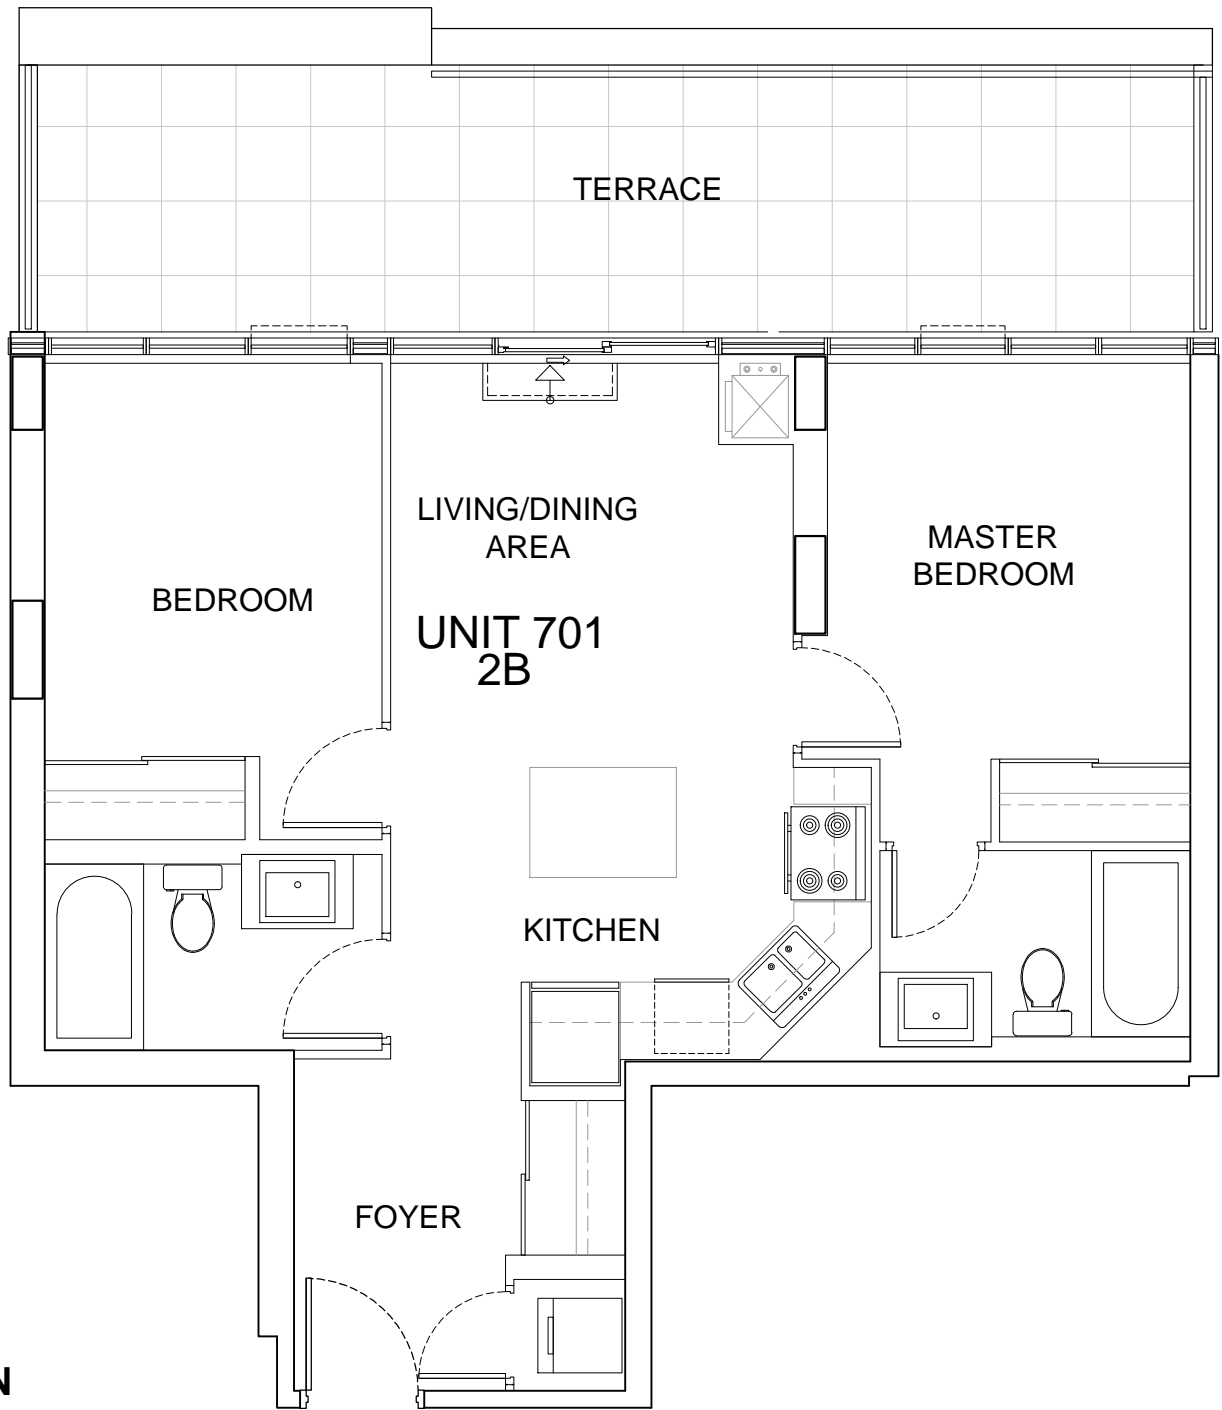 TERRACE
LIVING/DINING
AREA
MASTER
BEDROOM
BEDROOM
UNIT 701
2B
KITCHEN
FOYER
N